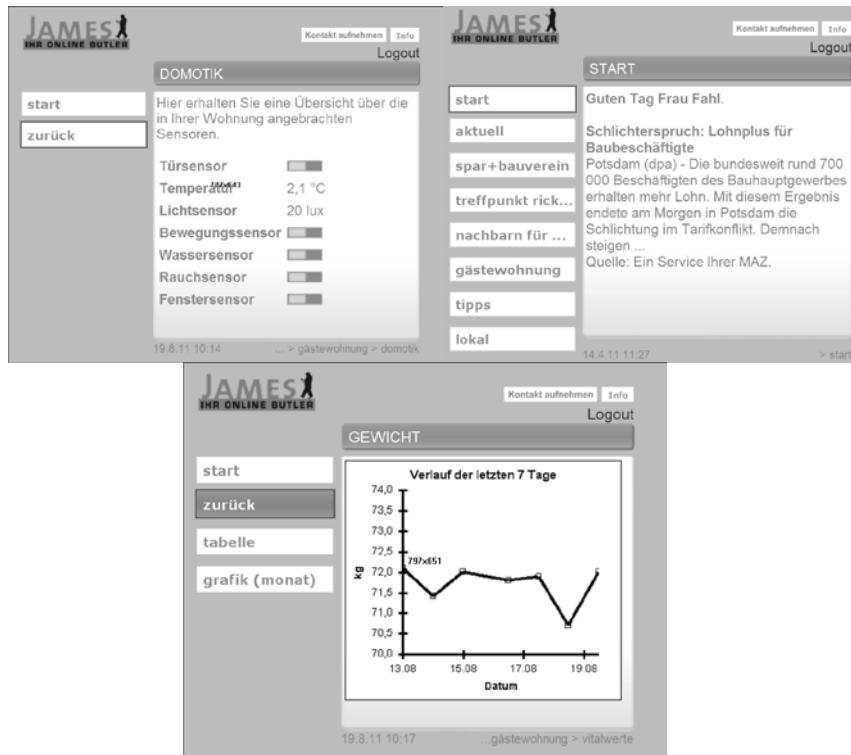 JAMES
IHR ONLINE BUTLER
Kontakt aufnehmen
Info
Logout
DOMOTIK
start
zurück
Hier erhalten Sie eine Übersicht über die
in Ihrer Wohnung angebrachten
Sensoren.
Türsensor
Temperatur 2,1 °C
797x641
Lichtsensor 20 lux
Bewegungssensor
Wassersensor
Rauchsensor
Fenstersensor
19.8.11 10:14 ... > gästewohnung > domotik
JAMES
IHR ONLINE BUTLER
Kontakt aufnehmen
Info
Logout
START
start
aktuell
spar+bauverein
treffpunkt rick...
nachbarn für ...
gästewohnung
tipps
lokal
Guten Tag Frau Fahl.
Schlichterspruch: Lohnplus für
Baubeschäftigte
Potsdam (dpa) - Die bundesweit rund 700
000 Beschäftigten des Bauhauptgewerbes
erhalten mehr Lohn. Mit diesem Ergebnis
endete am Morgen in Potsdam die
Schlichtung im Tarifkonflikt. Demnach
steigen ...
Quelle: Ein Service Ihrer MAZ.
14.4.11 11:27 > start
JAMES
IHR ONLINE BUTLER
Kontakt aufnehmen
Info
Logout
GEWICHT
start
zurück
tabelle
grafik (monat)
Verlauf der letzten 7 Tage
74,0
73,5
73,0
72,5
72,0
71,5
71,0
70,5
70,0
kg
797x651
13.08 15.08 17.08 19.08
Datum
19.8.11 10:17 ...gästewohnung > vitalwerte